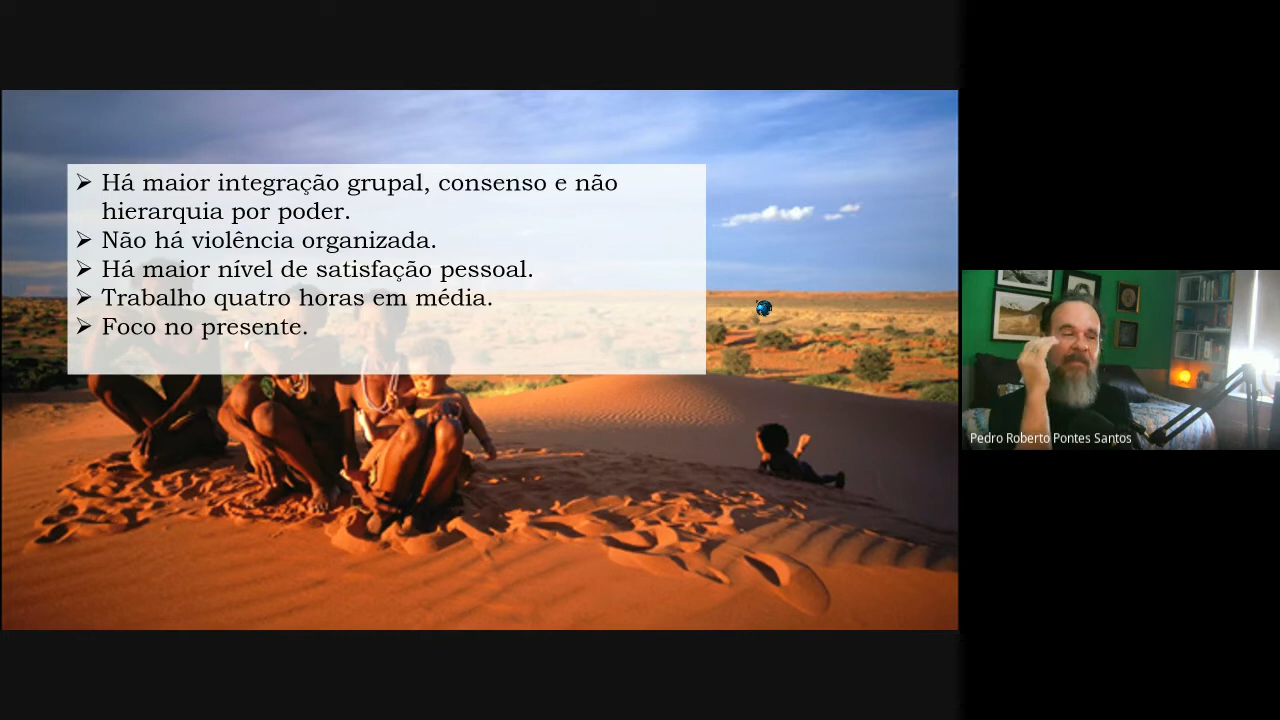 ➢ Há maior integração grupal, consenso e não
hierarquia por poder.
➢ Não há violência organizada.
➢ Há maior nível de satisfação pessoal.
➢ Trabalho quatro horas em média.
➢ Foco no presente.
Pedro Roberto Pontes Santos